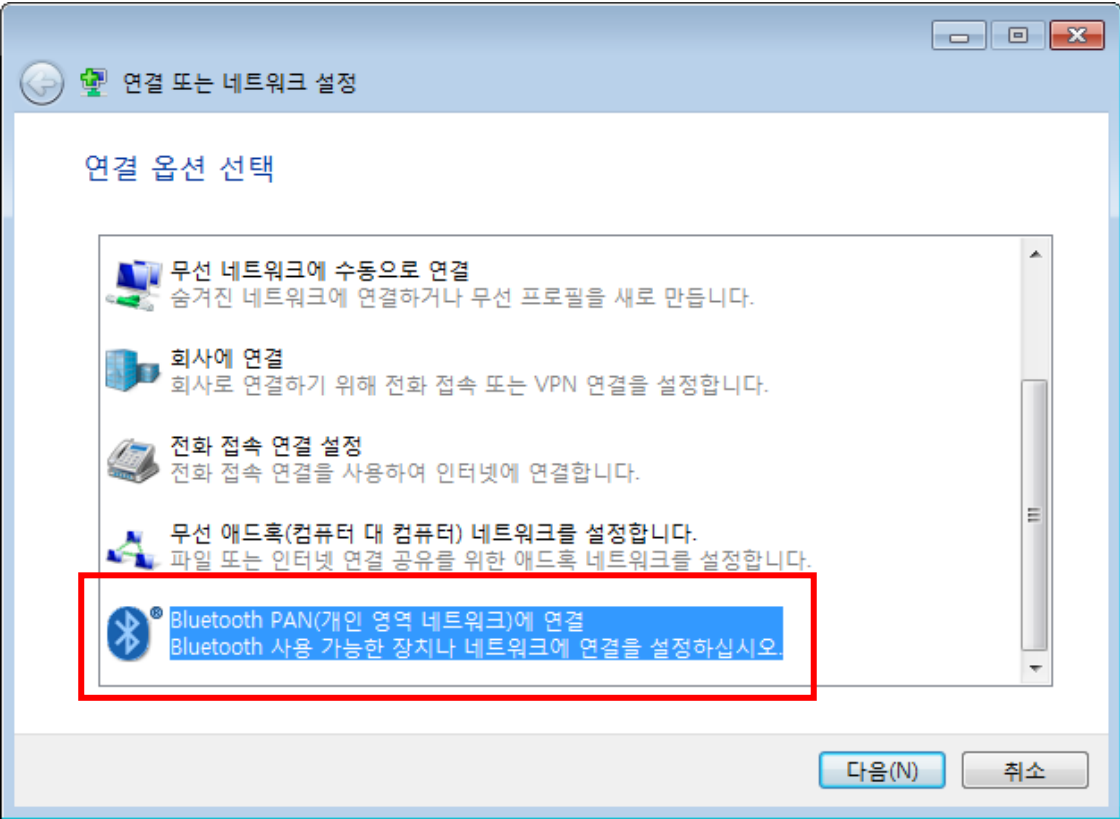 연결 또는 네트워크 설정
연결 옵션 선택
무선 네트워크에 수동으로 연결
숨겨진 네트워크에 연결하거나 무선 프로필을 새로 만듭니다.
회사에 연결
회사로 연결하기 위해 전화 접속 또는 VPN 연결을 설정합니다.
전화 접속 연결 설정
전화 접속 연결을 사용하여 인터넷에 연결합니다.
무선 애드혹(컴퓨터 대 컴퓨터) 네트워크를 설정합니다.
파일 또는 인터넷 연결 공유를 위한 애드혹 네트워크를 설정합니다.
Bluetooth PAN(개인 영역 네트워크)에 연결
Bluetooth 사용 가능한 장치나 네트워크에 연결을 설정하십시오.
다음(N) 취소